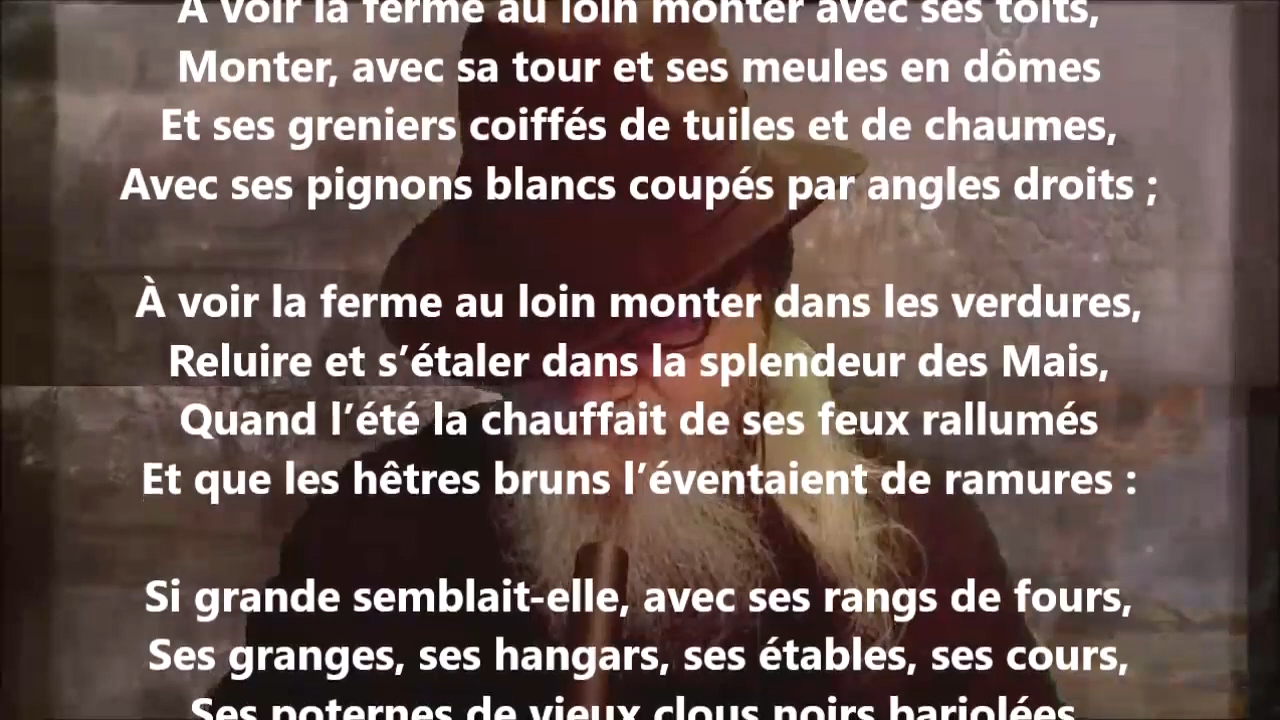 À voir la ferme au loin monter avec ses toits,
Monter, avec sa tour et ses meules en dômes
Et ses greniers coiffés de tuiles et de chaumes,
Avec ses pignons blancs coupés par angles droits ;
À voir la ferme au loin monter dans les verdures,
Reluire et s’étaler dans la splendeur des Mais,
Quand l’été la chauffait de ses feux rallumés
Et que les hêtres bruns l’éventaient de ramures :
Si grande semblait-elle, avec ses rangs de fours,
Ses granges, ses hangars, ses étables, ses cours,
Ses poternes de vieux clous noirs bariolées